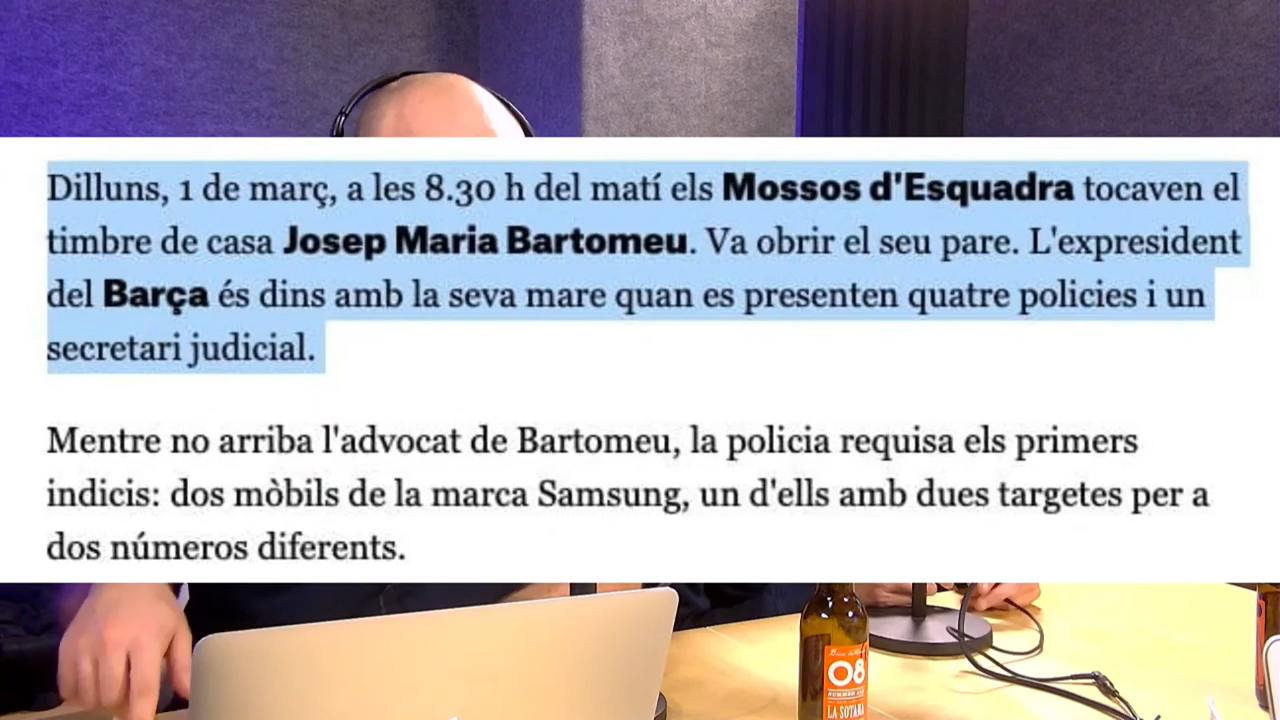 Dilluns, 1 de març, a les 8.30 h del matí els Mossos d'Esquadra tocaven el
timbre de casa Josep Maria Bartomeu. Va obrir el seu pare. L'expresident
del Barça és dins amb la seva mare quan es presenten quatre policies i un
secretari judicial.
Mentre no arriba l'advocat de Bartomeu, la policia requisa els primers
indicis: dos mòbils de la marca Samsung, un d'ells amb dues targetes per a
dos números diferents.
08
LA SOTANA